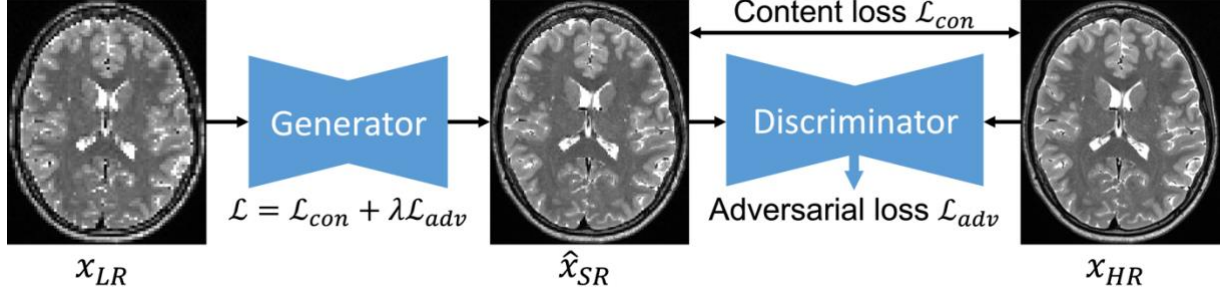 Content loss ℒ_con
Generator
Discriminator
ℒ = ℒ_con + λℒ_adv
Adversarial loss ℒ_adv
x_LR
x̂_SR
x_HR